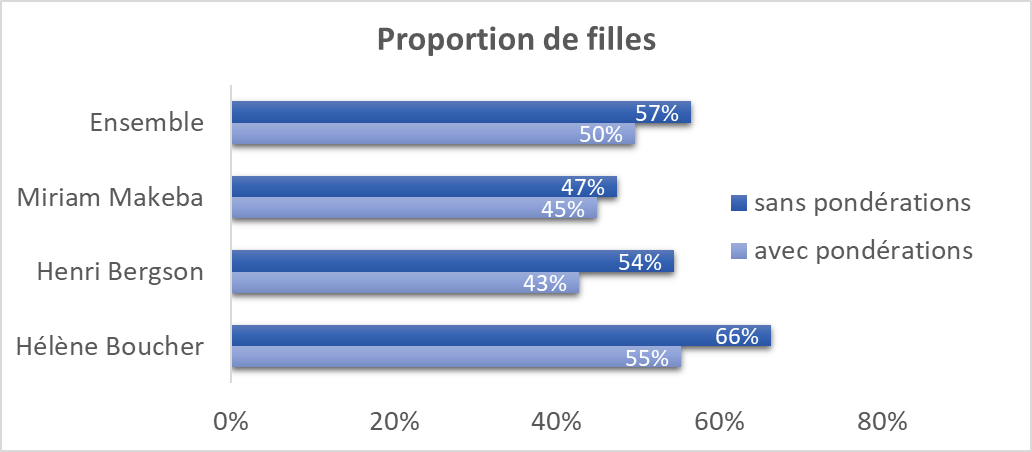 Proportion de filles
Ensemble
57%
50%
Miriam Makeba
47%
45%
Henri Bergson
54%
43%
Hélène Boucher
66%
55%
sans pondérations
avec pondérations
0%
20%
40%
60%
80%